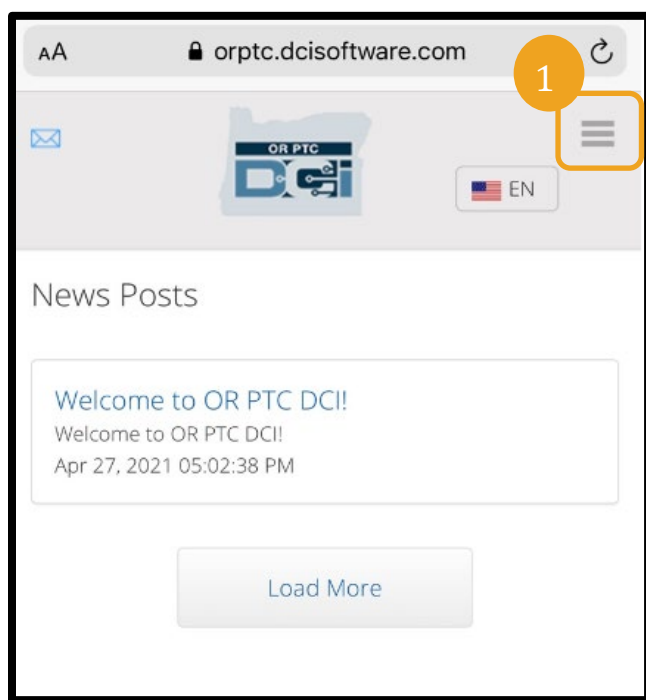 AA orptc.dcisoftware.com
1
OR PTC
DCi
EN
News Posts
Welcome to OR PTC DCI!
Welcome to OR PTC DCI!
Apr 27, 2021 05:02:38 PM
Load More